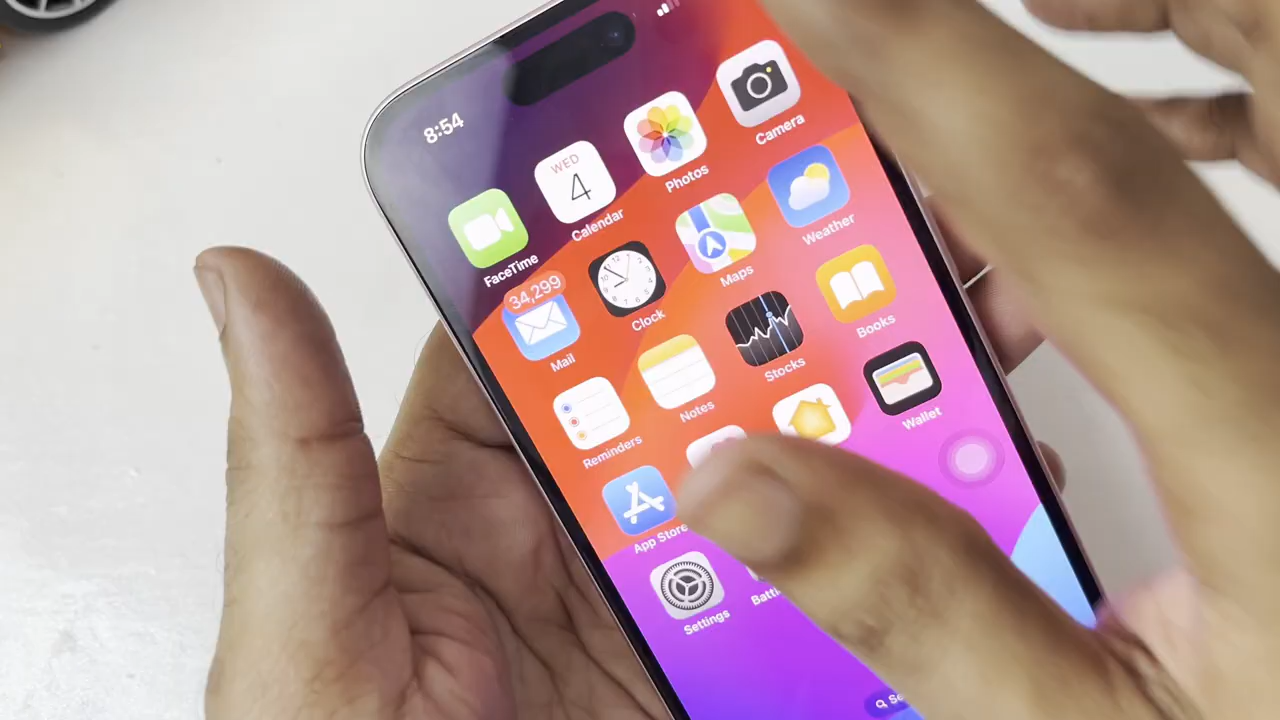 8:54
FaceTime
WED
4
Calendar
Photos
Camera
34,299
Mail
Clock
Maps
Weather
Reminders
Notes
Stocks
Books
App Store
Wallet
Settings